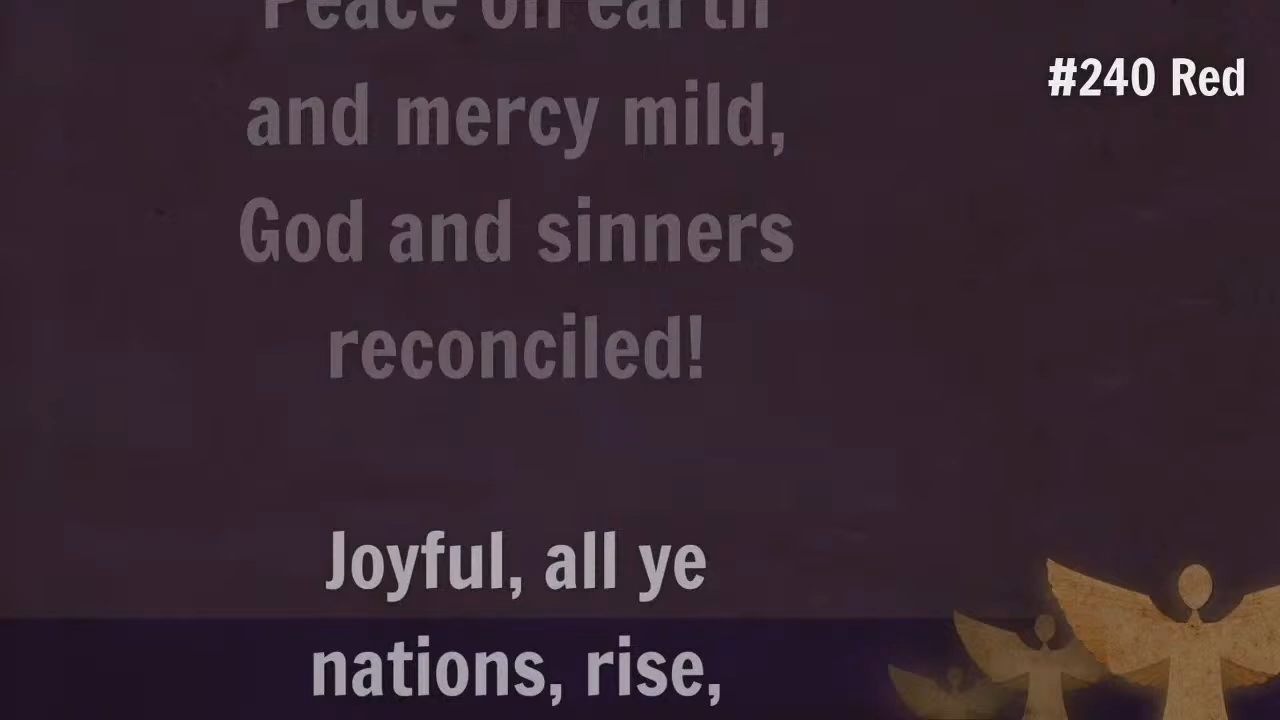 Peace on earth
and mercy mild,
God and sinners
reconciled!
Joyful, all ye
nations, rise,
#240 Red